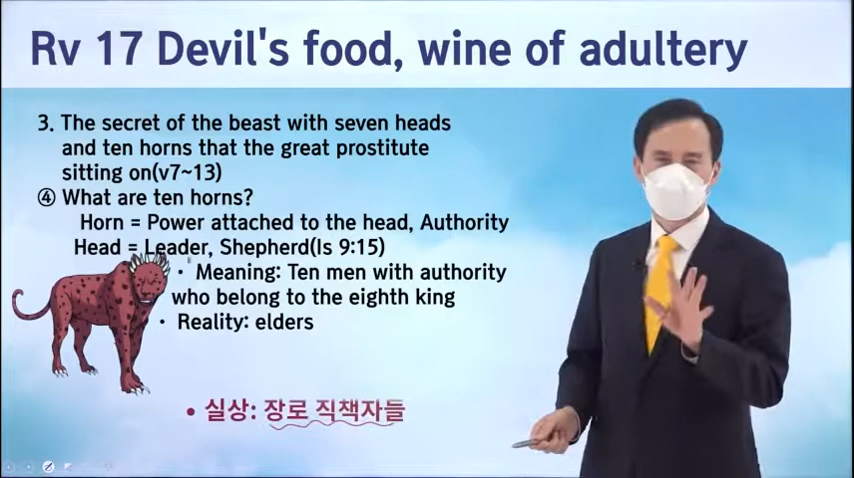 Rv 17 Devil's food, wine of adultery
3. The secret of the beast with seven heads
and ten horns that the great prostitute
sitting on(v7~13)
④ What are ten horns?
Horn = Power attached to the head, Authority
Head = Leader, Shepherd(Is 9:15)
· Meaning: Ten men with authority
who belong to the eighth king
· Reality: elders
• 실상: 장로 직책자들